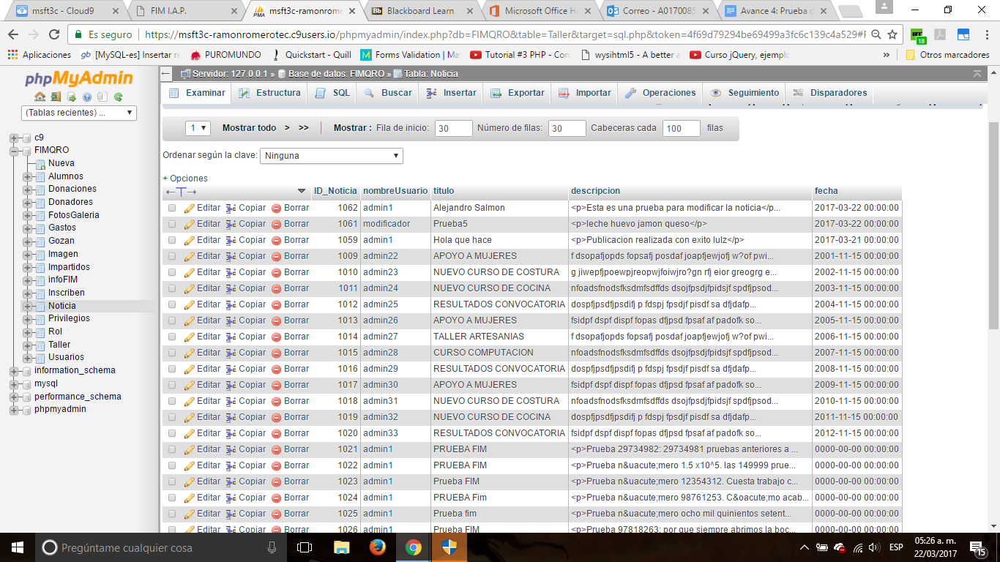 msft3c - Cloud9
FIM I.A.P.
msft3c-ramonrome
Blackboard Learn
Microsoft Office H
Correo - A0170085
Avance 4: Prueba d
Es seguro
https://msft3c-ramonromerotec.c9users.io/phpmyadmin/index.php?db=FIMQRO&table=Taller&target=sql.php&token=4f69d79294be69499a3fc6c139c4a529#P
18
Aplicaciones
[MySQL-es] Insertar re
PUROMUNDO
Quickstart - Quill
Forms Validation | Ma
Tutorial #3 PHP - Con
wysihtml5 - A better a
Curso jQuery, ejemplo
»
Otros marcadores
phpMyAdmin
(Tablas recientes) ...
c9
FIMQRO
Nueva
Alumnos
Donaciones
Donadores
FotosGaleria
Gastos
Gozan
Imagen
Impartidos
infoFIM
Inscriben
Noticia
Privilegios
Rol
Taller
Usuarios
information_schema
mysql
performance_schema
phpmyadmin
Servidor: 127.0.0.1 » Base de datos: FIMQRO » Tabla: Noticia
Examinar Estructura SQL Buscar Insertar Exportar Importar Operaciones Seguimiento Disparadores
1 Mostrar todo > >> Mostrar : Fila de inicio: 30 Número de filas: 30 Cabeceras cada 100 filas
Ordenar según la clave: Ninguna
+ Opciones
←T→ ID_Noticia nombreUsuario titulo descripcion fecha
Editar Copiar Borrar 1062 admin1 Alejandro Salmon <p>Esta es una prueba para modificar la noticia</p... 2017-03-22 00:00:00
Editar Copiar Borrar 1061 modificador Prueba5 <p>leche huevo jamon queso</p> 2017-03-22 00:00:00
Editar Copiar Borrar 1059 admin1 Hola que hace <p>Publicacion realizada con exito lulz</p> 2017-03-21 00:00:00
Editar Copiar Borrar 1009 admin22 APOYO A MUJERES f dsopafjopds fopsafj posdaf joapfjewjofj w?of pwi... 2001-11-15 00:00:00
Editar Copiar Borrar 1010 admin23 NUEVO CURSO DE COSTURA g jiwepfjpoewpjreopwjfoiwjro?gn rfj eior greogrg e... 2002-11-15 00:00:00
Editar Copiar Borrar 1011 admin24 NUEVO CURSO DE COCINA nfoadsfnodsfksdmfsdffds dsojfpsdjfpidsjf spdfjpsod... 2003-11-15 00:00:00
Editar Copiar Borrar 1012 admin25 RESULTADOS CONVOCATORIA dospfjpsdfjpsdifj p fdspj fpsdjf pisdf sa dfjdafp... 2004-11-15 00:00:00
Editar Copiar Borrar 1013 admin26 APOYO A MUJERES fsidpf dspf dispf fopas dfjpsd fpsaf af padofk so... 2005-11-15 00:00:00
Editar Copiar Borrar 1014 admin27 TALLER ARTESANIAS f dsopafjopds fopsafj posdaf joapfjewjofj w?of pwi... 2006-11-15 00:00:00
Editar Copiar Borrar 1015 admin28 CURSO COMPUTACION nfoadsfnodsfksdmfsdffds dsojfpsdjfpidsjf spdfjpsod... 2007-11-15 00:00:00
Editar Copiar Borrar 1016 admin29 RESULTADOS CONVOCATORIA dospfjpsdfjpsdifj p fdspj fpsdjf pisdf sa dfjdafp... 2008-11-15 00:00:00
Editar Copiar Borrar 1017 admin30 APOYO A MUJERES fsidpf dspf dispf fopas dfjpsd fpsaf af padofk so... 2009-11-15 00:00:00
Editar Copiar Borrar 1018 admin31 NUEVO CURSO DE COSTURA nfoadsfnodsfksdmfsdffds dsojfpsdjfpidsjf spdfjpsod... 2010-11-15 00:00:00
Editar Copiar Borrar 1019 admin32 NUEVO CURSO DE COCINA dospfjpsdfjpsdifj p fdspj fpsdjf pisdf sa dfjdafp... 2011-11-15 00:00:00
Editar Copiar Borrar 1020 admin33 RESULTADOS CONVOCATORIA fsidpf dspf dispf fopas dfjpsd fpsaf af padofk so... 2012-11-15 00:00:00
Editar Copiar Borrar 1021 admin1 PRUEBA FIM <p>Prueba 29734982: 29734981 pruebas anteriores a ... 0000-00-00 00:00:00
Editar Copiar Borrar 1022 admin1 PRUEBA FIM <p>Prueba n&uacute;mero 1.5 x10^5. las 149999 prue... 0000-00-00 00:00:00
Editar Copiar Borrar 1023 admin1 Prueba FIM <p>Prueba n&uacute;mero 12354312. Cuesta trabajo c... 0000-00-00 00:00:00
Editar Copiar Borrar 1024 admin1 PRUEBA Fim <p>Prueba n&uacute;mero 98761253. C&oacute;mo acab... 0000-00-00 00:00:00
Editar Copiar Borrar 1025 admin1 Prueba fim <p>Prueba n&uacute;mero ocho mil quinientos setent... 0000-00-00 00:00:00
Editar Copiar Borrar 1026 admin1 Prueba FIM <p>Prueba 97818263: por que siempre abrimos la boc... 0000-00-00 00:00:00
Pregúntame cualquier cosa
ESP
05:26 a. m.
22/03/2017
15